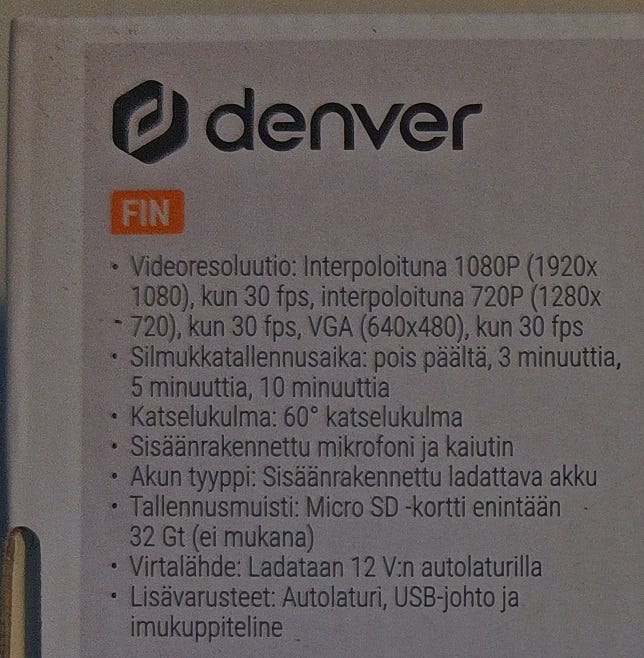 denver
FIN
• Videoresoluutio: Interpoloituna 1080P (1920x
1080), kun 30 fps, interpoloituna 720P (1280x
720), kun 30 fps, VGA (640x480), kun 30 fps
• Silmukkatallennusaika: pois päältä, 3 minuuttia,
5 minuuttia, 10 minuuttia
• Katselukulma: 60° katselukulma
• Sisäänrakennettu mikrofoni ja kaiutin
• Akun tyyppi: Sisäänrakennettu ladattava akku
• Tallennusmuisti: Micro SD -kortti enintään
32 Gt (ei mukana)
• Virtalähde: Ladataan 12 V:n autolaturilla
• Lisävarusteet: Autolaturi, USB-johto ja
imukuppiteline